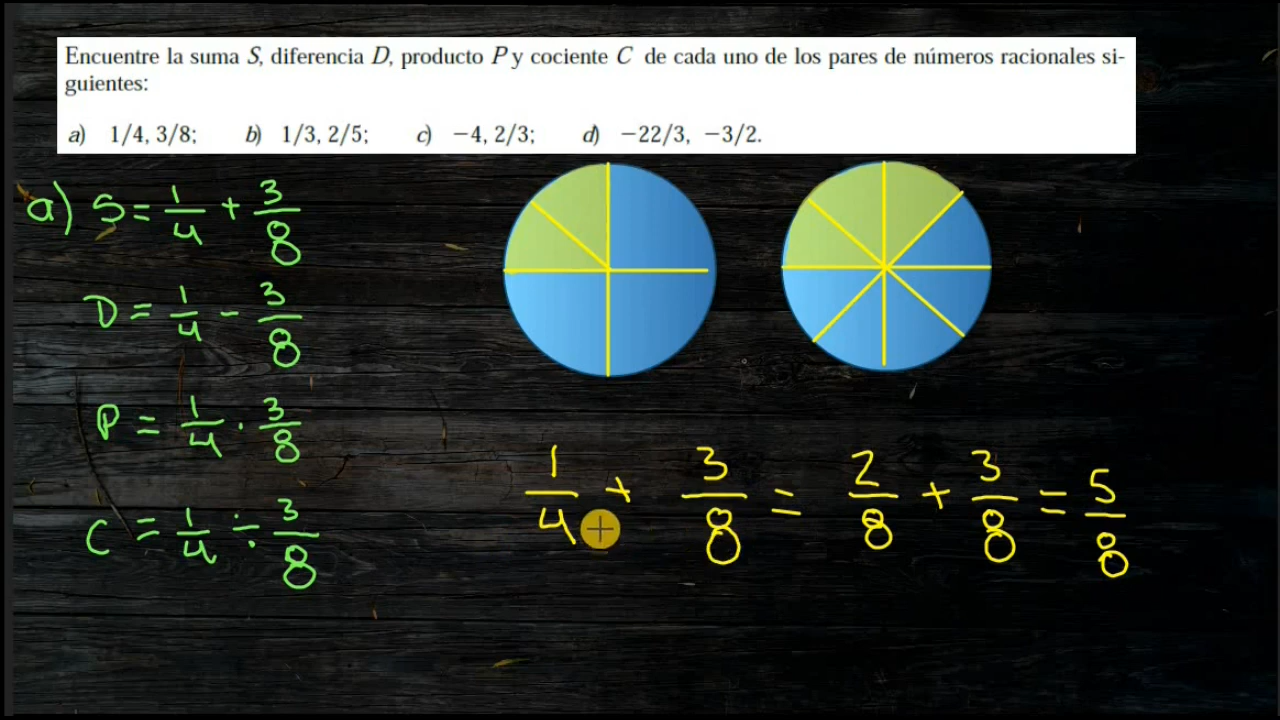 Encuentre la suma S, diferencia D, producto P y cociente C de cada uno de los pares de números racionales si-
guientes:
a) 1/4, 3/8; b) 1/3, 2/5; c) −4, 2/3; d) −22/3, −3/2.
a) S = 1/4 + 3/8
D = 1/4 - 3/8
P = 1/4 · 3/8
C = 1/4 ÷ 3/8
1/4 + 3/8 = 2/8 + 3/8 = 5/8